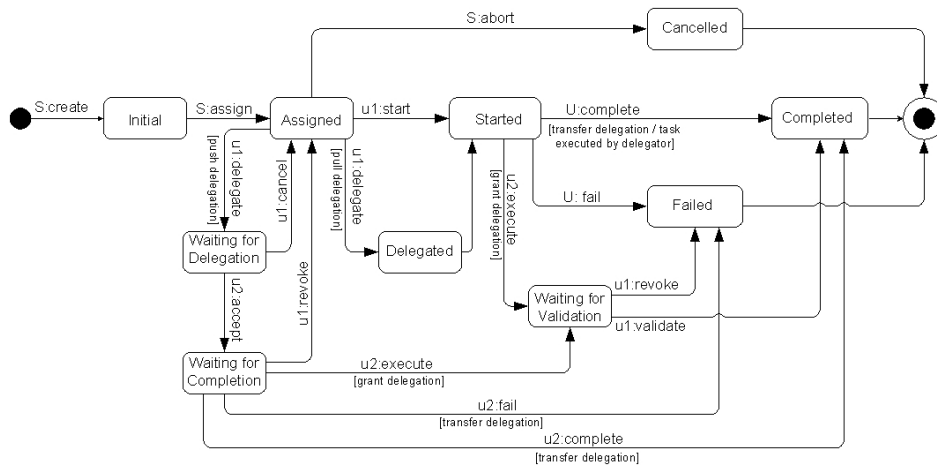 S:abort
Cancelled
S:create
Initial
S:assign
Assigned
u1:start
Started
U:complete
[transfer delegation / task
executed by delegator]
Completed
u1:delegate
[push delegation]
u1:cancel
u1:revoke
u1:delegate
[pull delegation]
Delegated
u2:execute
[grant delegation]
U: fail
Failed
Waiting for
Delegation
u2:accept
Waiting for
Validation
u1:revoke
u1:validate
Waiting for
Completion
u2:execute
[grant delegation]
u2:fail
[transfer delegation]
u2:complete
[transfer delegation]